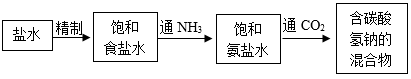 盐水
精制
饱和
食盐水
通 NH3
饱和
氨盐水
通 CO2
含碳酸
氢钠的
混合物